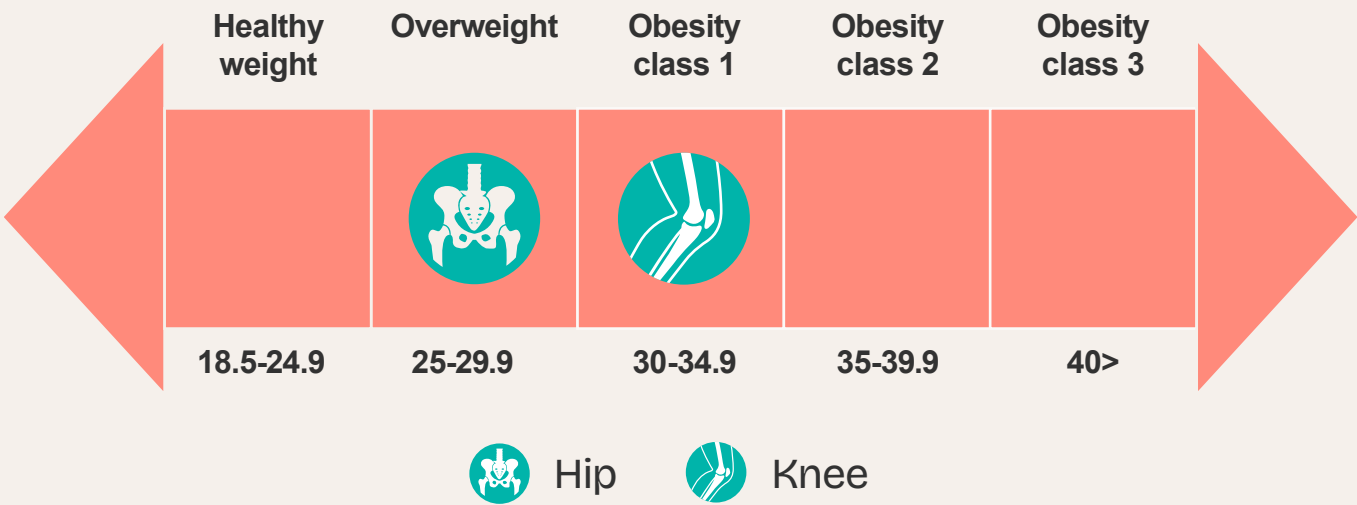 Healthy
weight
Overweight
Obesity
class 1
Obesity
class 2
Obesity
class 3
18.5-24.9
25-29.9
30-34.9
35-39.9
40>
Hip
Knee